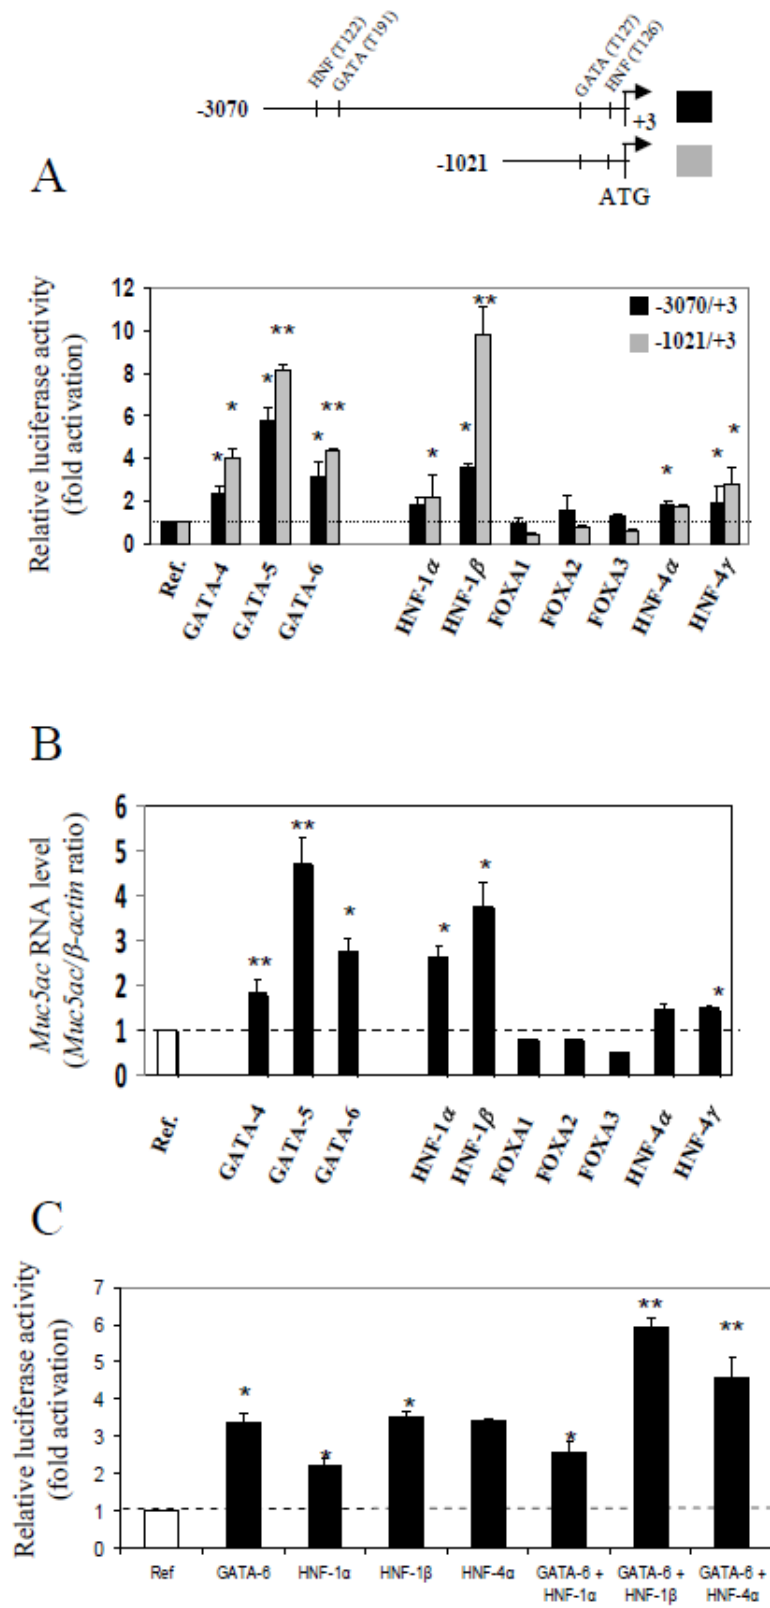 HNF (T122)
GATA (T191)
GATA (T127)
HNF (T126)
-3070
+3
-1021
ATG
A
Relative luciferase activity
(fold activation)
12
10
8
6
4
2
0
-3070/+3
-1021/+3
* * * ** * ** * * ** * * *
Ref.
GATA-4
GATA-5
GATA-6
HNF-1α
HNF-1β
FOXA1
FOXA2
FOXA3
HNF-4α
HNF-4γ
B
Muc5ac RNA level
(Muc5ac/β-actin ratio)
6
5
4
3
2
1
0
** ** * * * *
Ref.
GATA-4
GATA-5
GATA-6
HNF-1α
HNF-1β
FOXA1
FOXA2
FOXA3
HNF-4α
HNF-4γ
C
Relative luciferase activity
(fold activation)
7
6
5
4
3
2
1
0
* * * * ** **
Ref
GATA-6
HNF-1α
HNF-1β
HNF-4α
GATA-6 +
HNF-1α
GATA-6 +
HNF-1β
GATA-6 +
HNF-4α